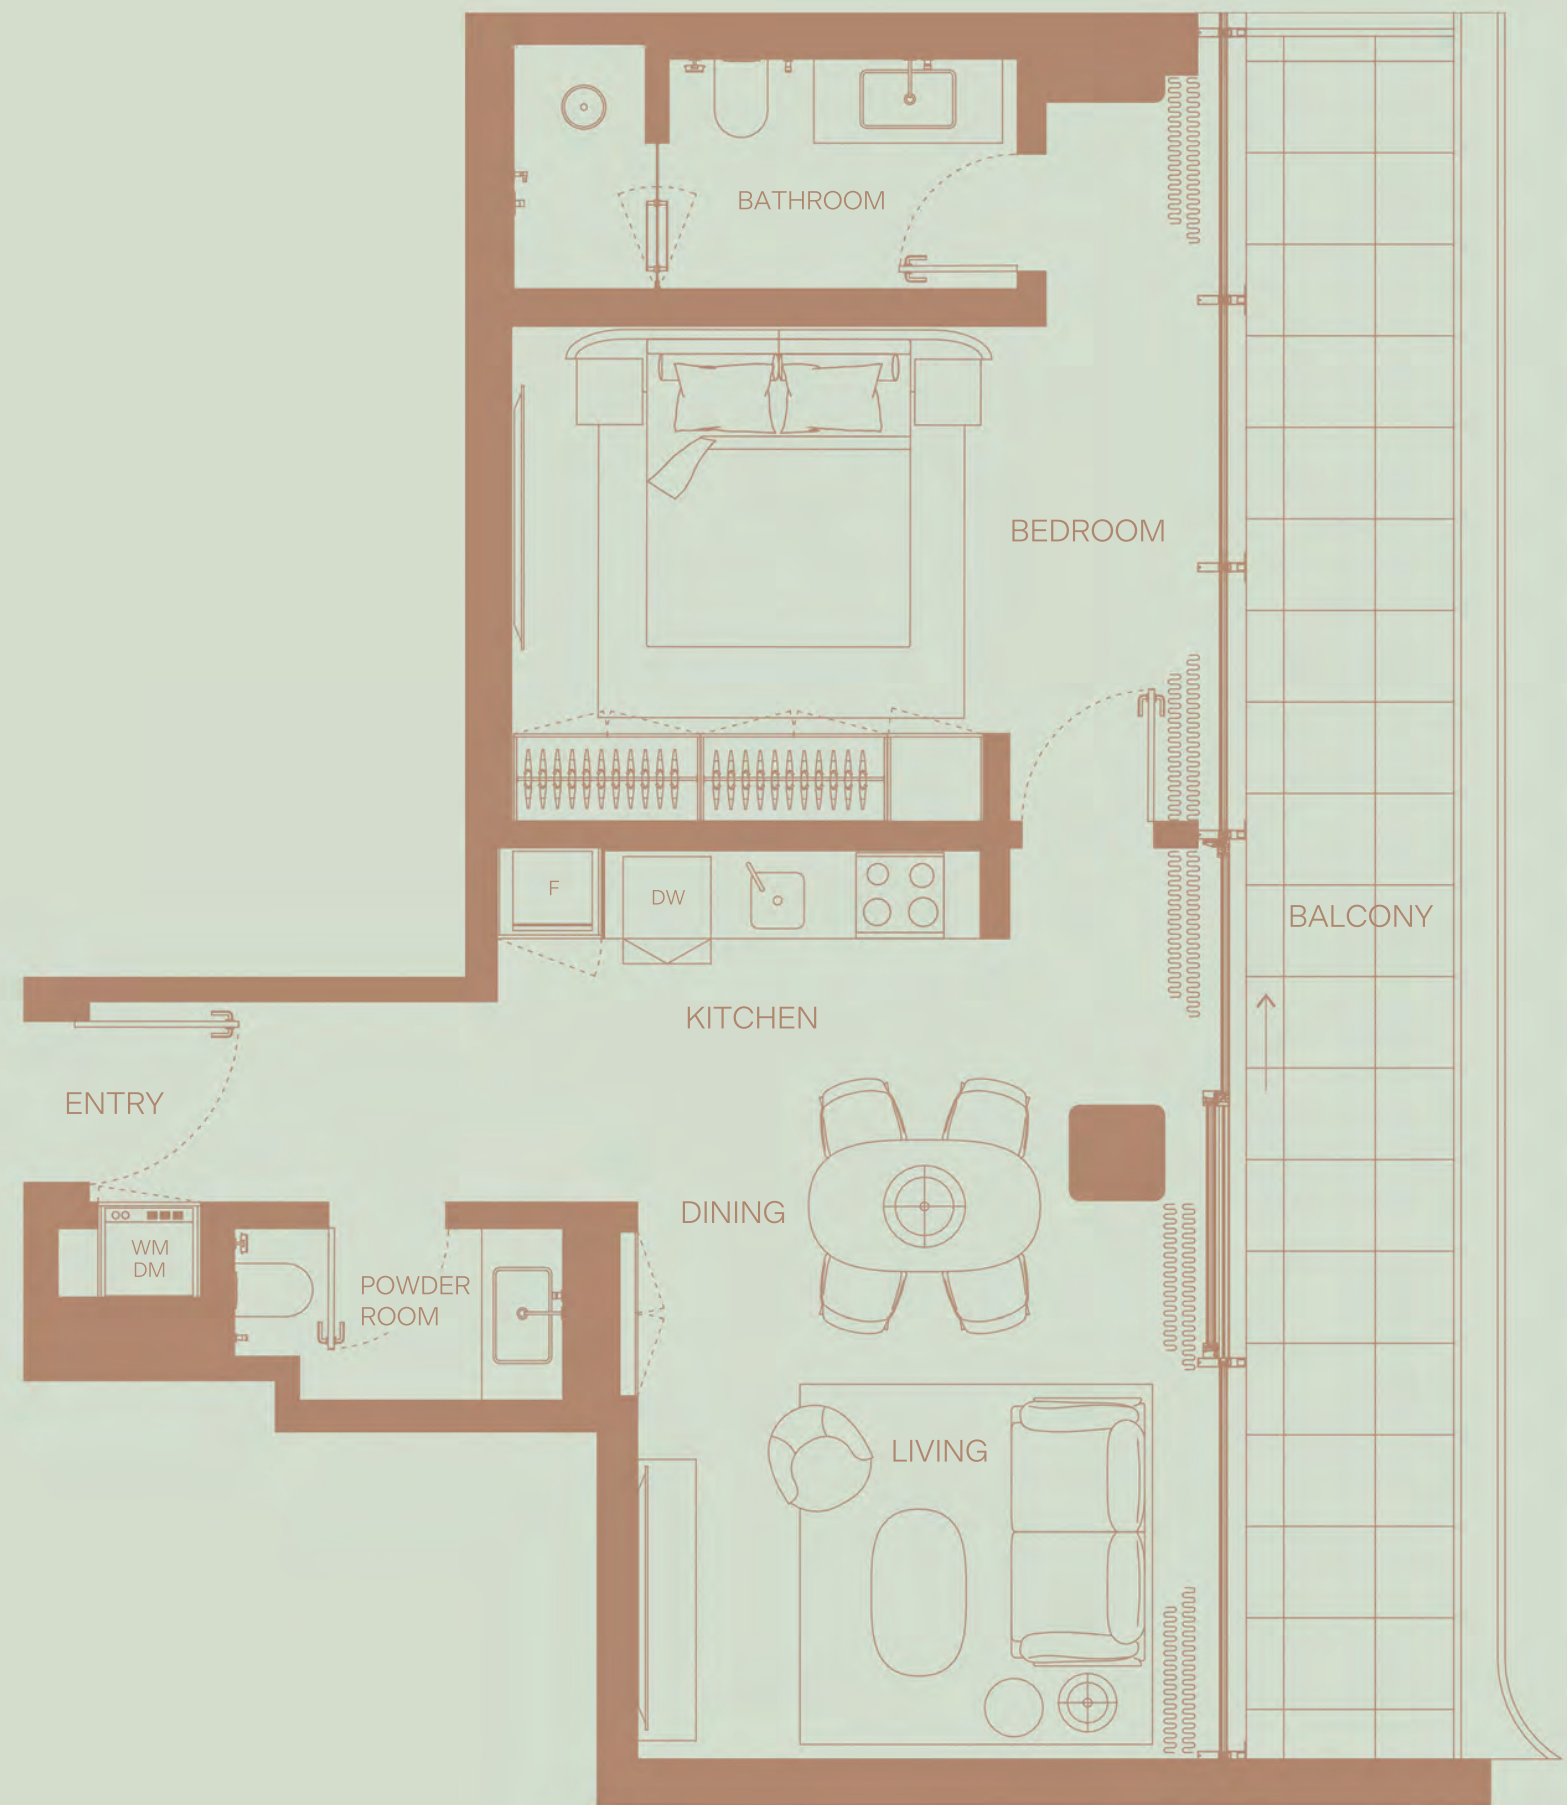 BATHROOM
BEDROOM
F
DW
BALCONY
KITCHEN
ENTRY
DINING
WM
DM
POWDER
ROOM
LIVING